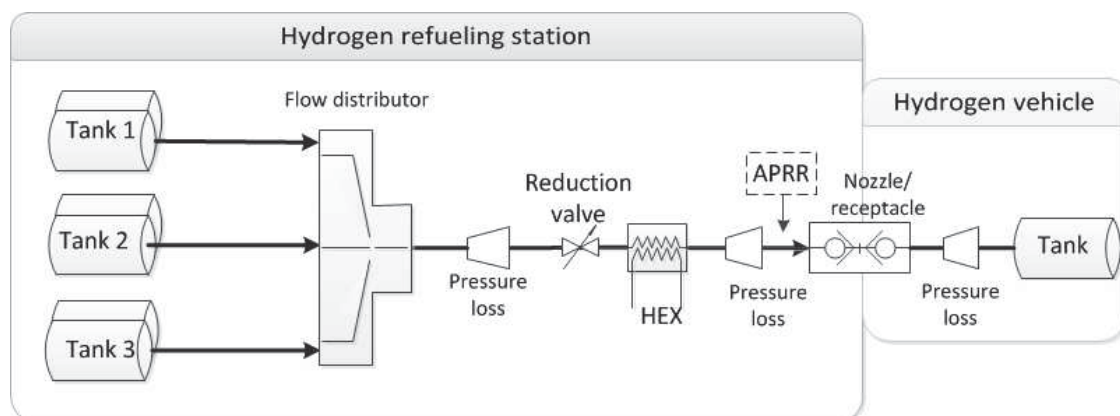 Hydrogen refueling station
Hydrogen vehicle
Flow distributor
Tank 1
Tank 2
Tank 3
Pressure
loss
Reduction
valve
HEX
APRR
Pressure
loss
Nozzle/
receptacle
Pressure
loss
Tank